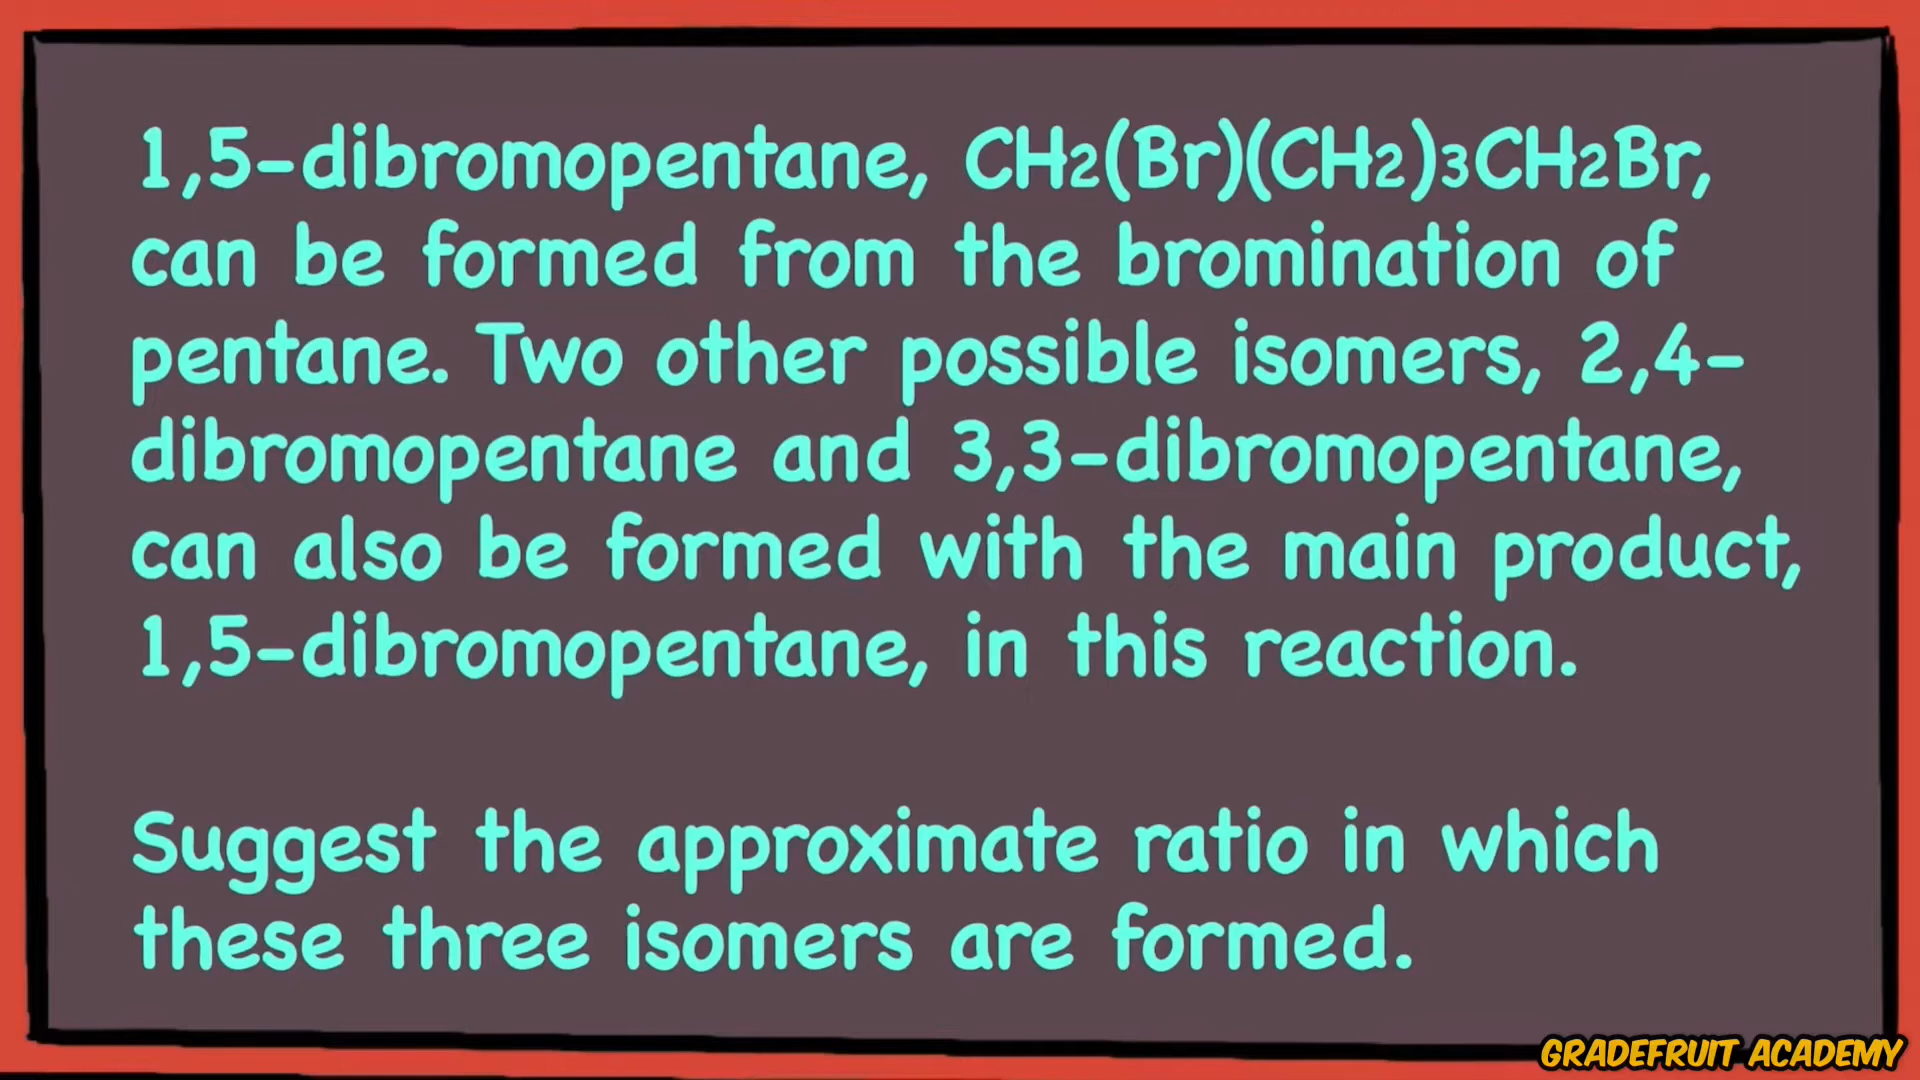 1,5-dibromopentane, CH2(Br)(CH2)3CH2Br,
can be formed from the bromination of
pentane. Two other possible isomers, 2,4-
dibromopentane and 3,3-dibromopentane,
can also be formed with the main product,
1,5-dibromopentane, in this reaction.
Suggest the approximate ratio in which
these three isomers are formed.
GRADEFRUIT ACADEMY